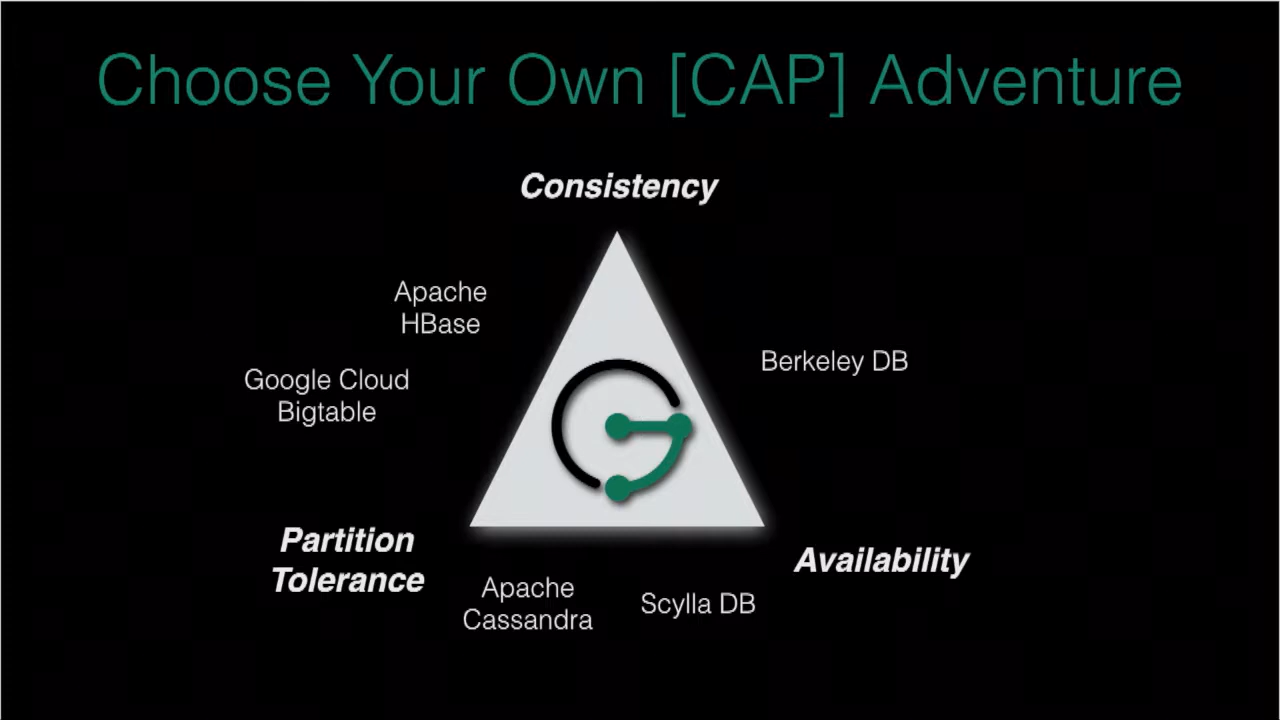 Choose Your Own [CAP] Adventure
Consistency
Apache
HBase
Berkeley DB
Google Cloud
Bigtable
Partition
Tolerance
Availability
Apache
Cassandra
Scylla DB